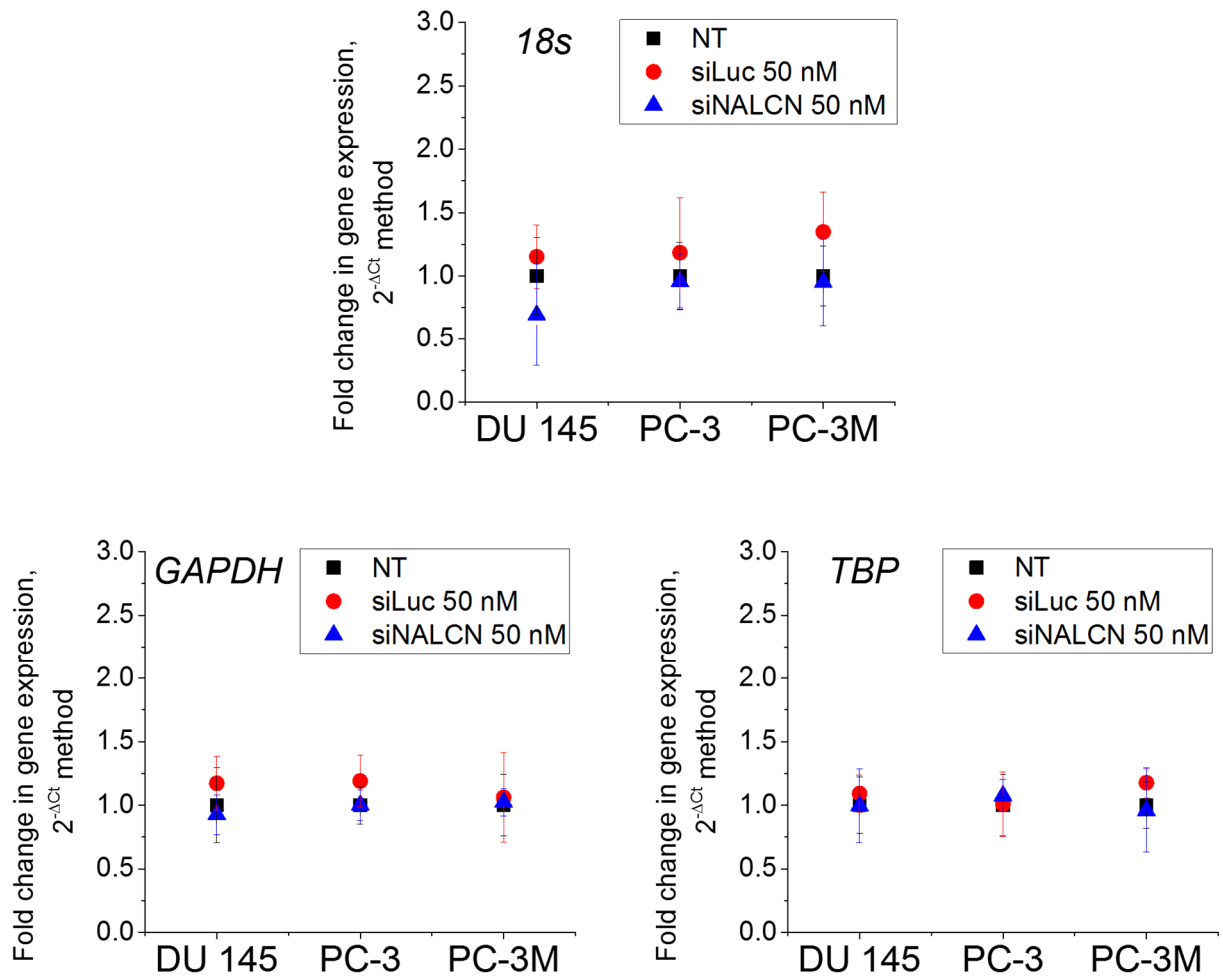 18s
NT
siLuc 50 nM
siNALCN 50 nM
Fold change in gene expression,
2-ΔCt method
3.0
2.5
2.0
1.5
1.0
0.5
0.0
DU 145 PC-3 PC-3M
GAPDH
NT
siLuc 50 nM
siNALCN 50 nM
Fold change in gene expression,
2-ΔCt method
3.0
2.5
2.0
1.5
1.0
0.5
0.0
DU 145 PC-3 PC-3M
TBP
NT
siLuc 50 nM
siNALCN 50 nM
Fold change in gene expression,
2-ΔCt method
3.0
2.5
2.0
1.5
1.0
0.5
0.0
DU 145 PC-3 PC-3M